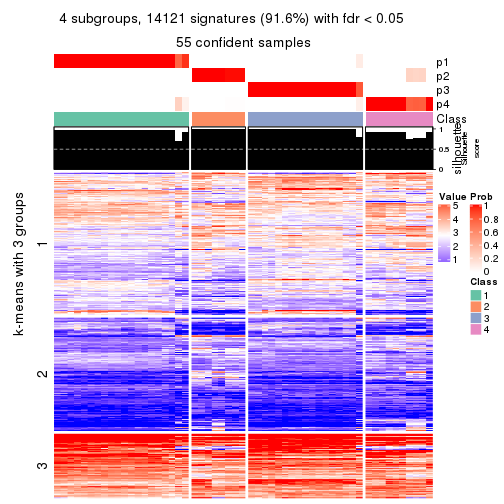 4 subgroups, 14121 signatures (91.6%) with fdr < 0.05
55 confident samples
p1
p2
p3
p4
Class
1
0.5
0
silhouette
Silhouette
score
k-means with 3 groups
1
2
3
Value
5
4
3
2
1
Prob
1
0.8
0.6
0.4
0.2
0
Class
1
2
3
4